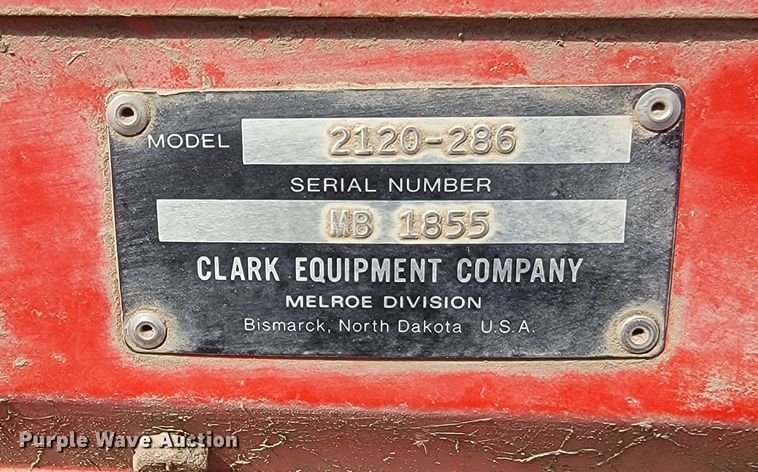 MODEL 2120-286
SERIAL NUMBER
MB 1855
CLARK EQUIPMENT COMPANY
MELROE DIVISION
Bismarck, North Dakota U.S.A.
Purple Wave Auction